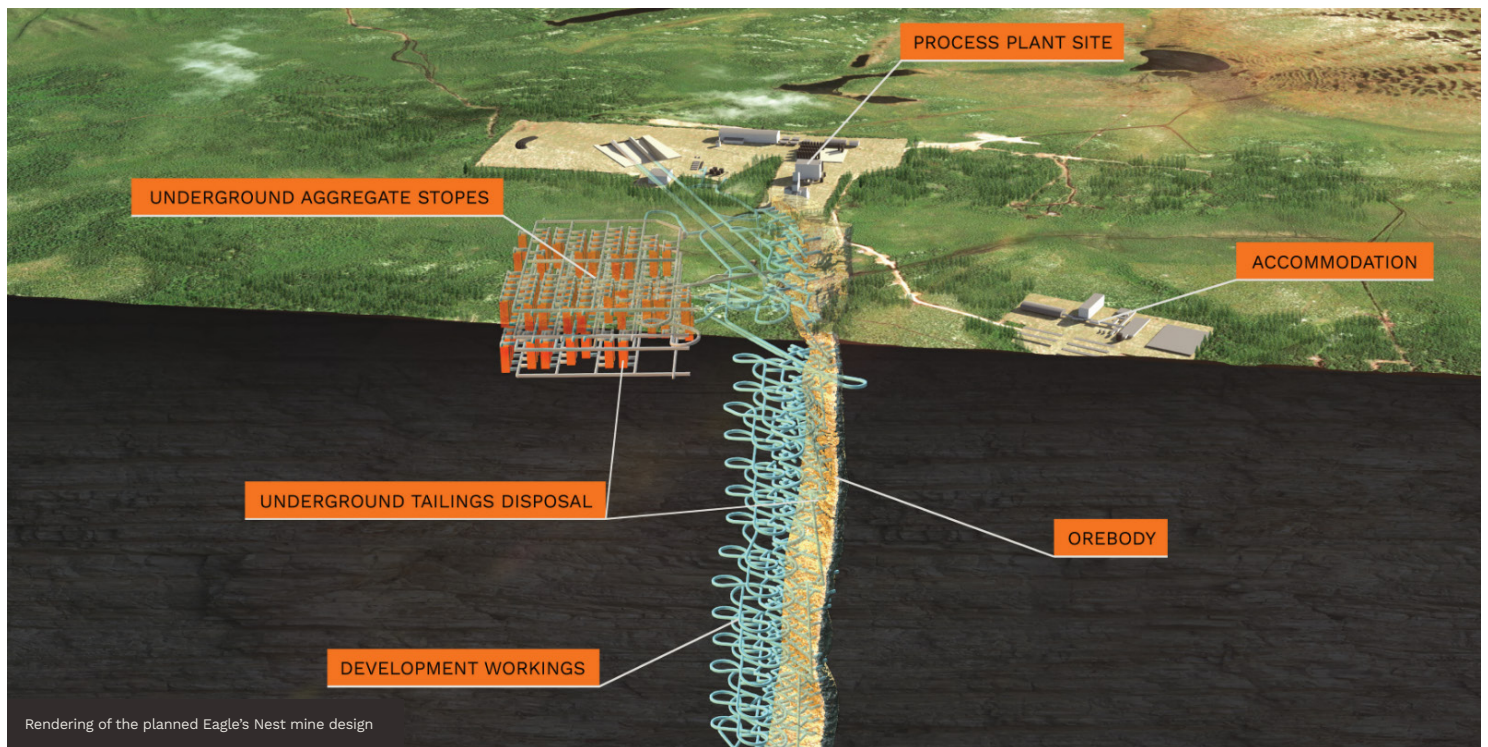 PROCESS PLANT SITE
UNDERGROUND AGGREGATE STOPES
ACCOMMODATION
UNDERGROUND TAILINGS DISPOSAL
OREBODY
DEVELOPMENT WORKINGS
Rendering of the planned Eagle’s Nest mine design